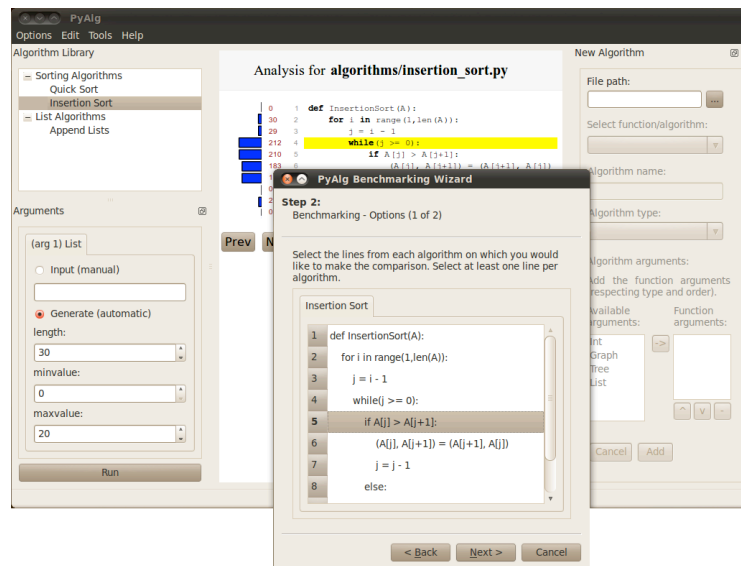 PyAlg
Options Edit Tools Help
Algorithm Library
Sorting Algorithms
Quick Sort
Insertion Sort
List Algorithms
Append Lists
Arguments
(arg 1) List
Input (manual)
Generate (automatic)
length:
30
minvalue:
0
maxvalue:
20
Run
Analysis for algorithms/insertion_sort.py
0 1 def InsertionSort(A):
30 2 for i in range(1,len(A)):
29 3 j = i - 1
212 4 while(j >= 0):
210 5 if A[j] > A[j+1]:
183 6 (A[j], A[j+1]) = (A[j+1], A[j])
Prev
PyAlg Benchmarking Wizard
Step 2:
Benchmarking - Options (1 of 2)
Select the lines from each algorithm on which you would
like to make the comparison. Select at least one line per
algorithm.
Insertion Sort
1 def InsertionSort(A):
2 for i in range(1,len(A)):
3 j = i - 1
4 while(j >= 0):
5 if A[j] > A[j+1]:
6 (A[j], A[j+1]) = (A[j+1], A[j])
7 j = j - 1
8 else:
< Back Next > Cancel
New Algorithm
File path:
...
Select function/algorithm:
Algorithm name:
Algorithm type:
Algorithm arguments:
Add the function arguments
(respecting type and order).
Available arguments:
Function arguments:
Int
Graph
Tree
List
->
^ v -
Cancel Add